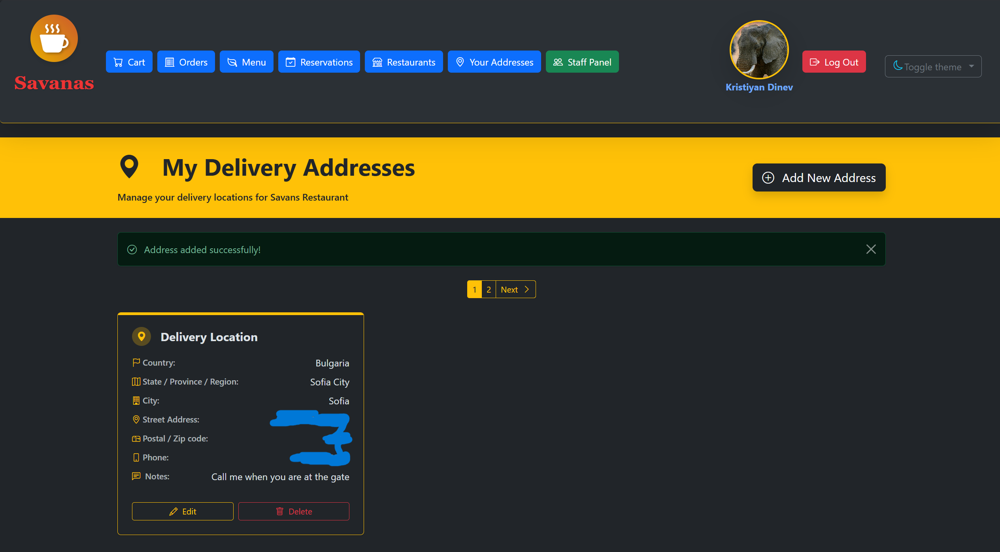 Savanas
Cart
Orders
Menu
Reservations
Restaurants
Your Addresses
Staff Panel
Kristiyan Dinev
Log Out
Toggle theme
My Delivery Addresses
Manage your delivery locations for Savans Restaurant
Add New Address
Address added successfully!
1 2 Next
Delivery Location
Country: Bulgaria
State / Province / Region: Sofia City
City: Sofia
Street Address:
Postal / Zip code:
Phone:
Notes: Call me when you are at the gate
Edit
Delete